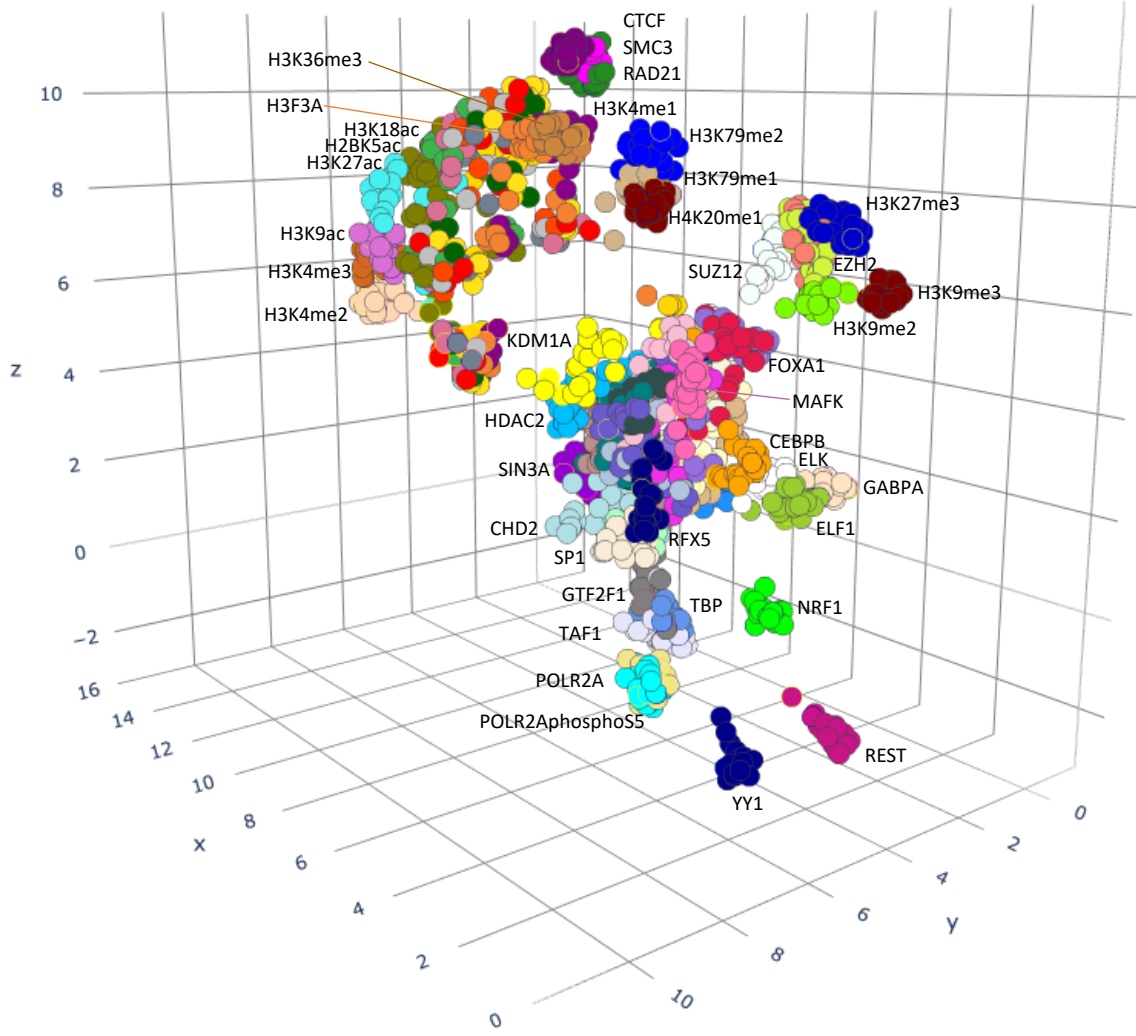 CTCF
SMC3
RAD21
H3K36me3
H3F3A
H3K4me1
H3K18ac
H2BK5ac
H3K27ac
H3K79me2
H3K79me1
H4K20me1
H3K27me3
H3K9ac
H3K4me3
H3K4me2
SUZ12
EZH2
H3K9me3
H3K9me2
KDM1A
FOXA1
MAFK
HDAC2
CEBPB
ELK
GABPA
SIN3A
ELF1
CHD2
RFX5
SP1
GTF2F1
TBP
NRF1
TAF1
POLR2A
POLR2AphosphoS5
REST
YY1
10
8
6
4
2
0
−2
z
16
14
12
10
8
6
4
2
0
x
0
2
4
6
8
10
y